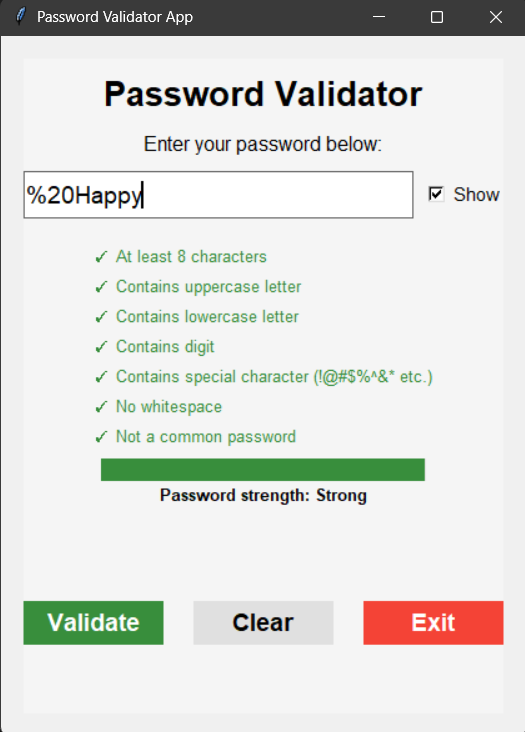 Password Validator App
Password Validator
Enter your password below:
%20Happy Show
✓ At least 8 characters
✓ Contains uppercase letter
✓ Contains lowercase letter
✓ Contains digit
✓ Contains special character (!@#$%^&* etc.)
✓ No whitespace
✓ Not a common password
Password strength: Strong
Validate Clear Exit